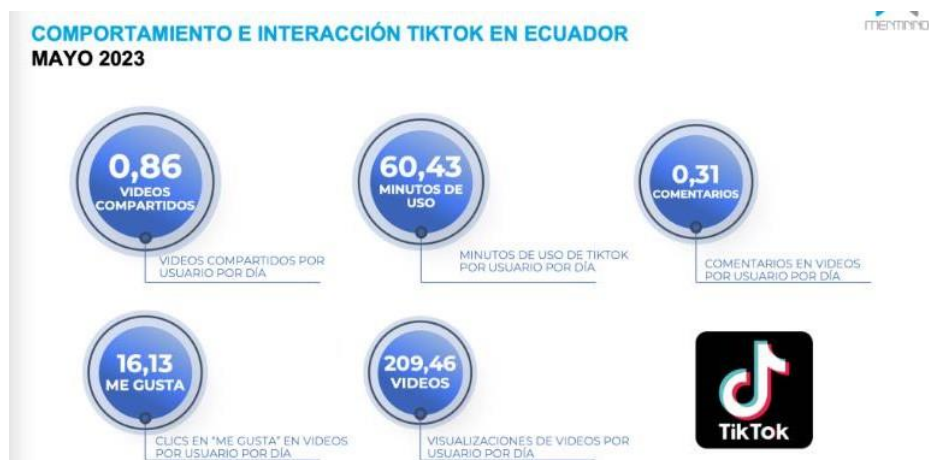 COMPORTAMIENTO E INTERACCIÓN TIKTOK EN ECUADOR
MAYO 2023
MENTINNO
0,86
VIDEOS
COMPARTIDOS
VIDEOS COMPARTIDOS POR
USUARIO POR DÍA
60,43
MINUTOS DE
USO
MINUTOS DE USO DE TIKTOK
POR USUARIO POR DÍA
0,31
COMENTARIOS
COMENTARIOS EN VIDEOS
POR USUARIO POR DÍA
16,13
ME GUSTA
CLICS EN "ME GUSTA" EN VIDEOS
POR USUARIO POR DÍA
209,46
VIDEOS
VISUALIZACIONES DE VIDEOS POR
USUARIO POR DÍA
TikTok